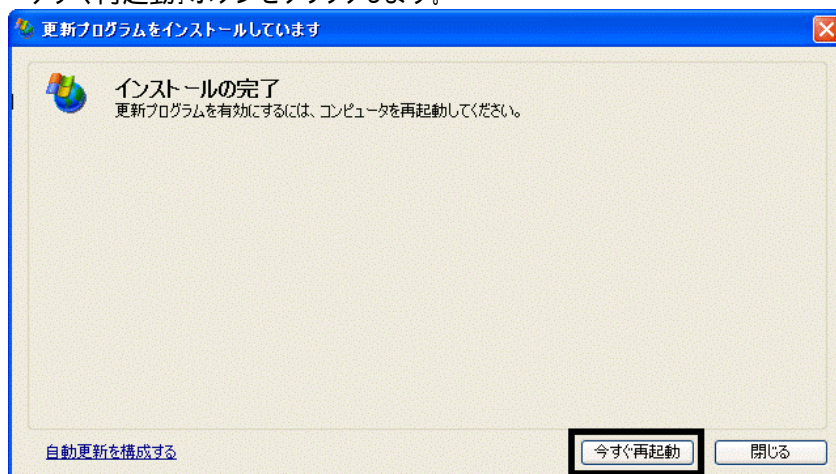 更新プログラムをインストールしています
インストールの完了
更新プログラムを有効にするには、コンピュータを再起動してください。
自動更新を構成する
今すぐ再起動
閉じる